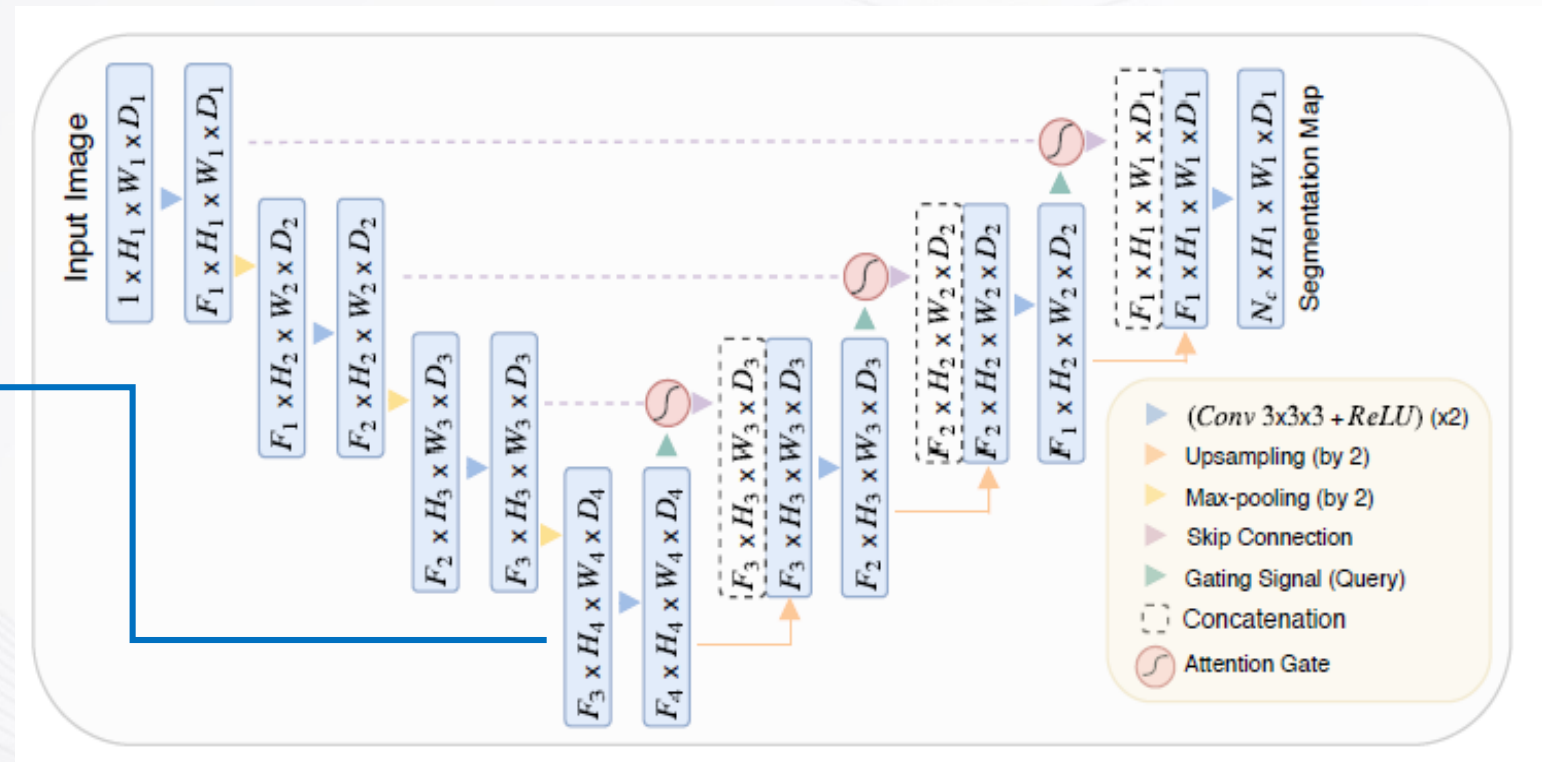 Input Image
1 x H₁ x W₁ x D₁
F₁ x H₁ x W₁ x D₁
F₁ x H₂ x W₂ x D₂
F₂ x H₂ x W₂ x D₂
F₂ x H₃ x W₃ x D₃
F₃ x H₃ x W₃ x D₃
F₃ x H₄ x W₄ x D₄
F₄ x H₄ x W₄ x D₄
F₃ x H₃ x W₃ x D₃
F₃ x H₃ x W₃ x D₃
F₂ x H₃ x W₃ x D₃
F₂ x H₂ x W₂ x D₂
F₂ x H₂ x W₂ x D₂
F₁ x H₂ x W₂ x D₂
F₁ x H₁ x W₁ x D₁
F₁ x H₁ x W₁ x D₁
N_c x H₁ x W₁ x D₁
Segmentation Map
(Conv 3x3x3 + ReLU) (x2)
Upsampling (by 2)
Max-pooling (by 2)
Skip Connection
Gating Signal (Query)
Concatenation
Attention Gate